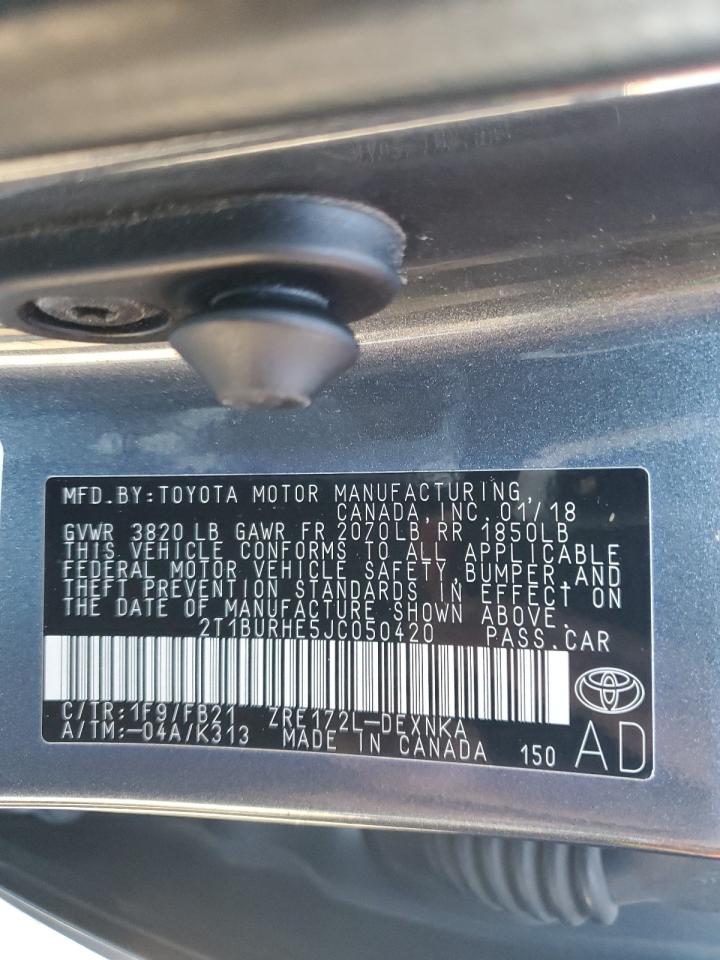 MFD.BY:TOYOTA MOTOR MANUFACTURING,
CANADA,INC.01/18
GVWR 3820 LB GAWR FR 2070LB RR 1850LB
THIS VEHICLE CONFORMS TO ALL APPLICABLE
FEDERAL MOTOR VEHICLE SAFETY,BUMPER,AND
THEFT PREVENTION STANDARDS IN EFFECT ON
THE DATE OF MANUFACTURE SHOWN ABOVE.
2T1BURHE5JC050420 PASS.CAR
C/TR:1F9/FB21 ZRE172L-DEXNKA
A/TM:-04A/K313 MADE IN CANADA 150 AD